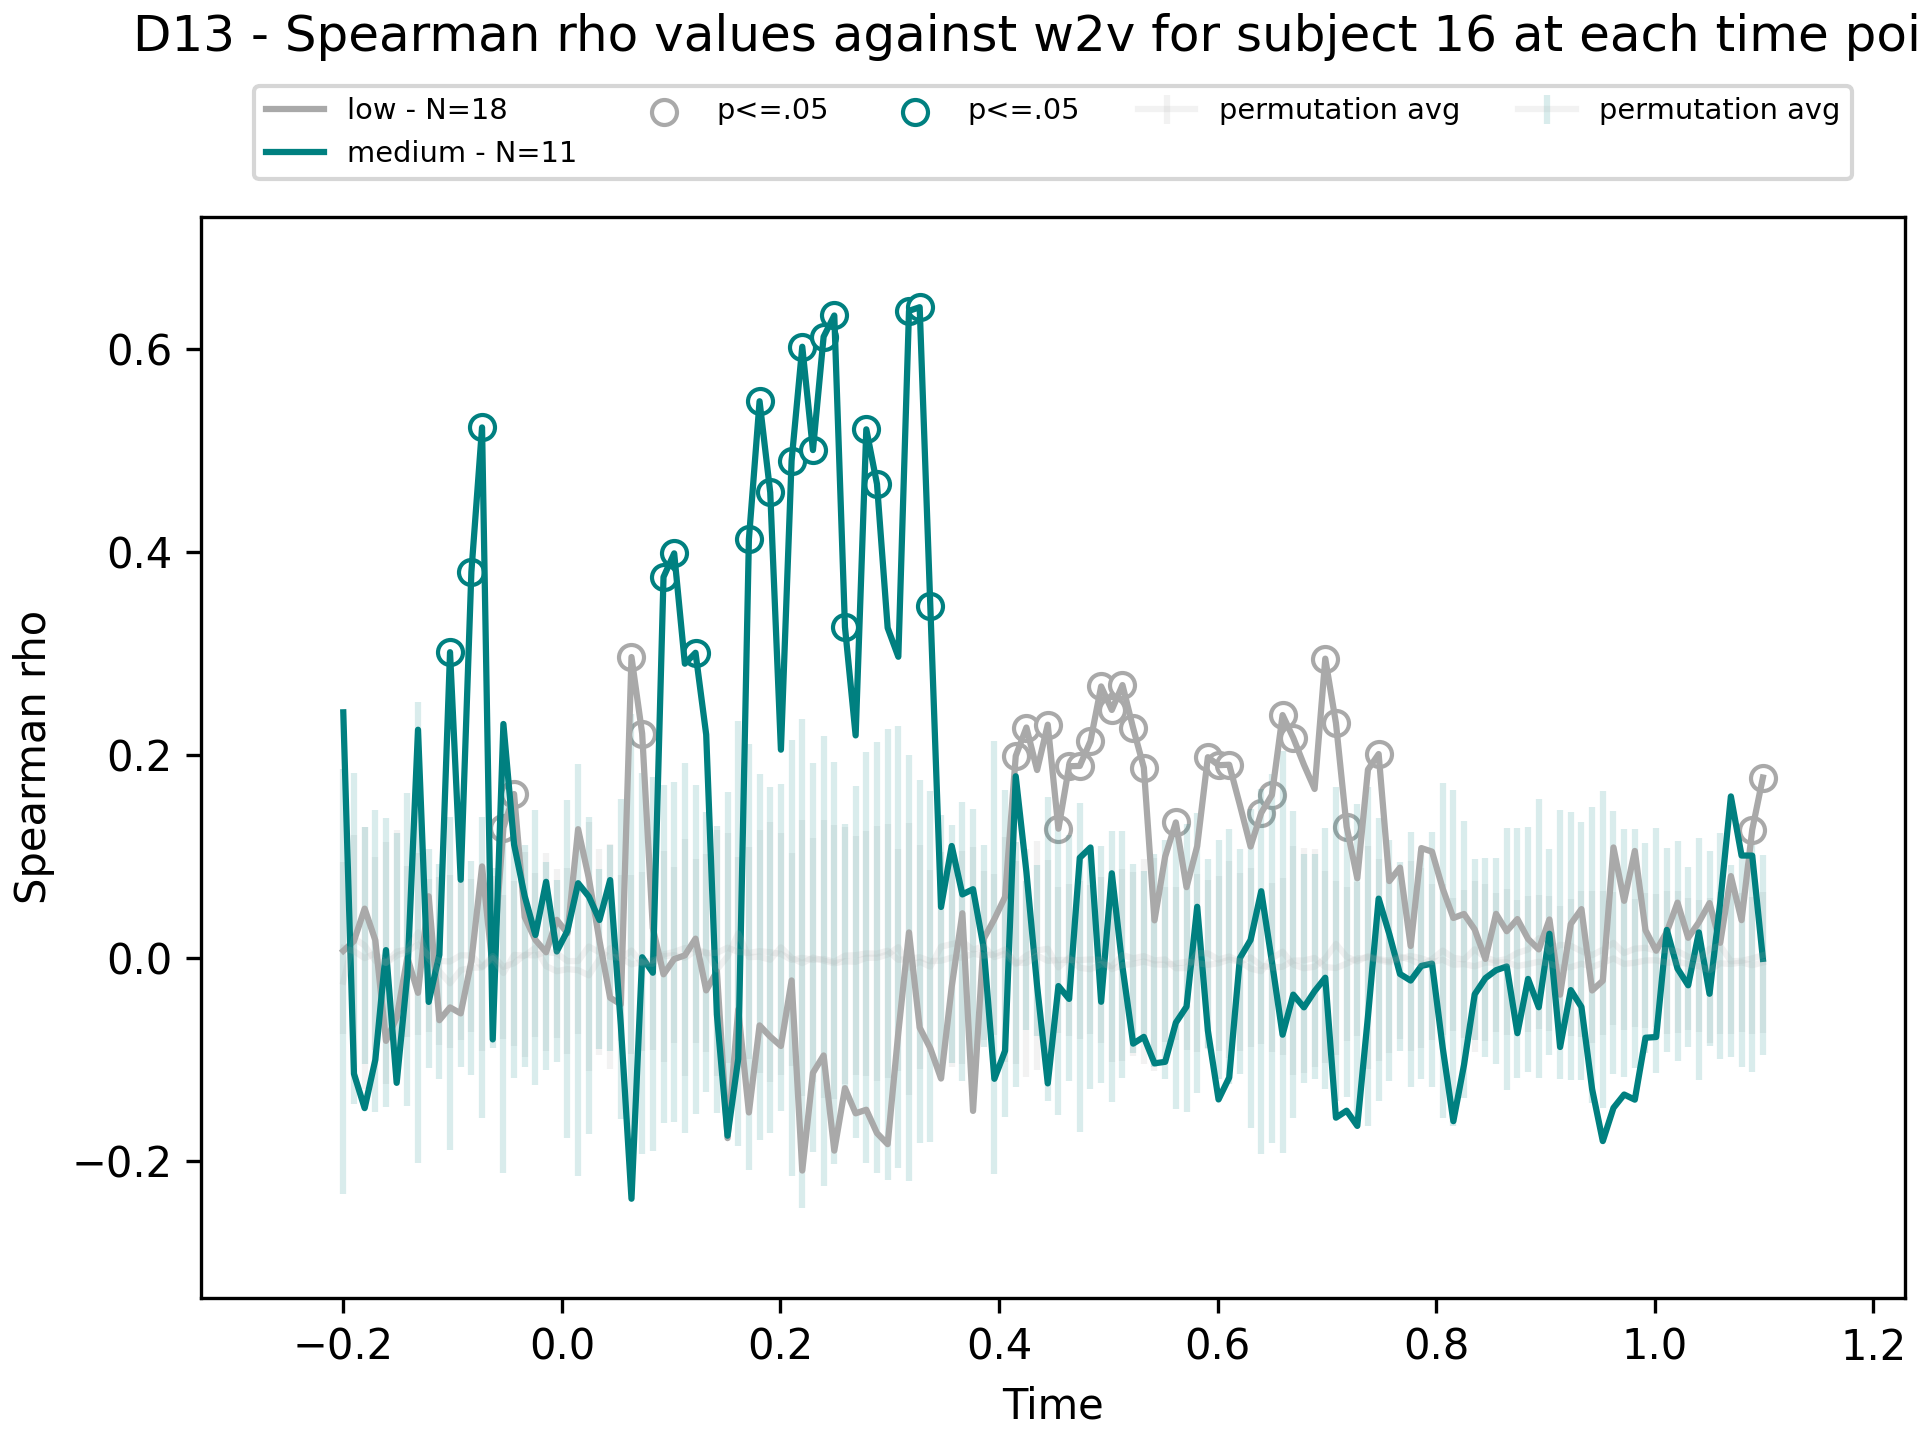 D13 - Spearman rho values against w2v for subject 16 at each time poi
low - N=18
medium - N=11
p<=.05
p<=.05
permutation avg
permutation avg
Spearman rho
0.6
0.4
0.2
0.0
−0.2
−0.2 0.0 0.2 0.4 0.6 0.8 1.0 1.2
Time